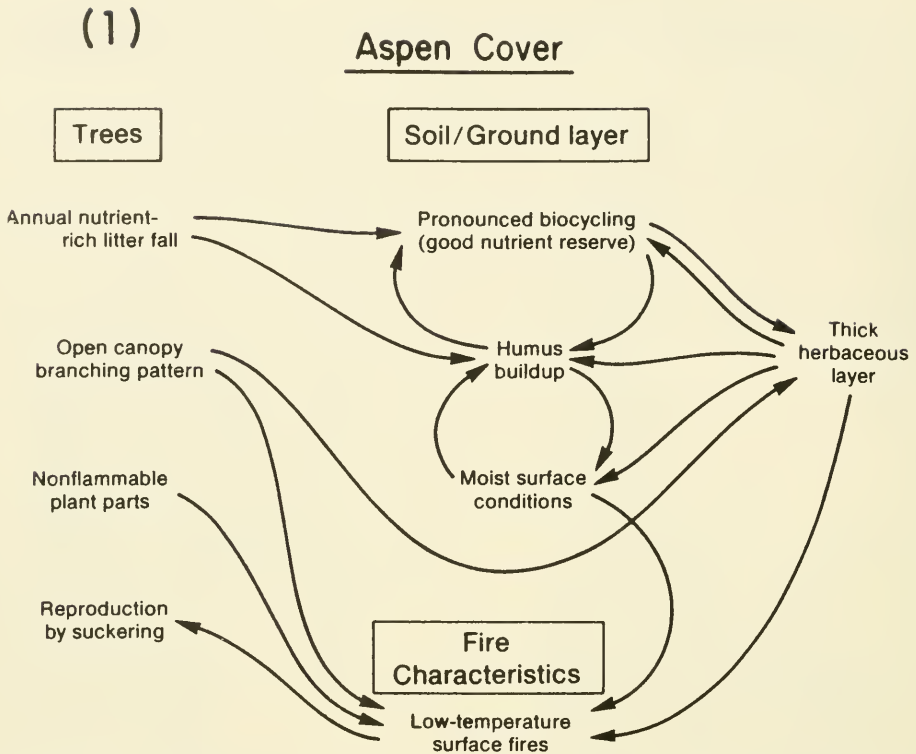 (1)
Aspen Cover
Trees
Soil/Ground layer
Annual nutrient-
rich litter fall
Pronounced biocycling
(good nutrient reserve)
Open canopy
branching pattern
Humus
buildup
Thick
herbaceous
layer
Nonflammable
plant parts
Moist surface
conditions
Reproduction
by suckering
Fire
Characteristics
Low-temperature
surface fires